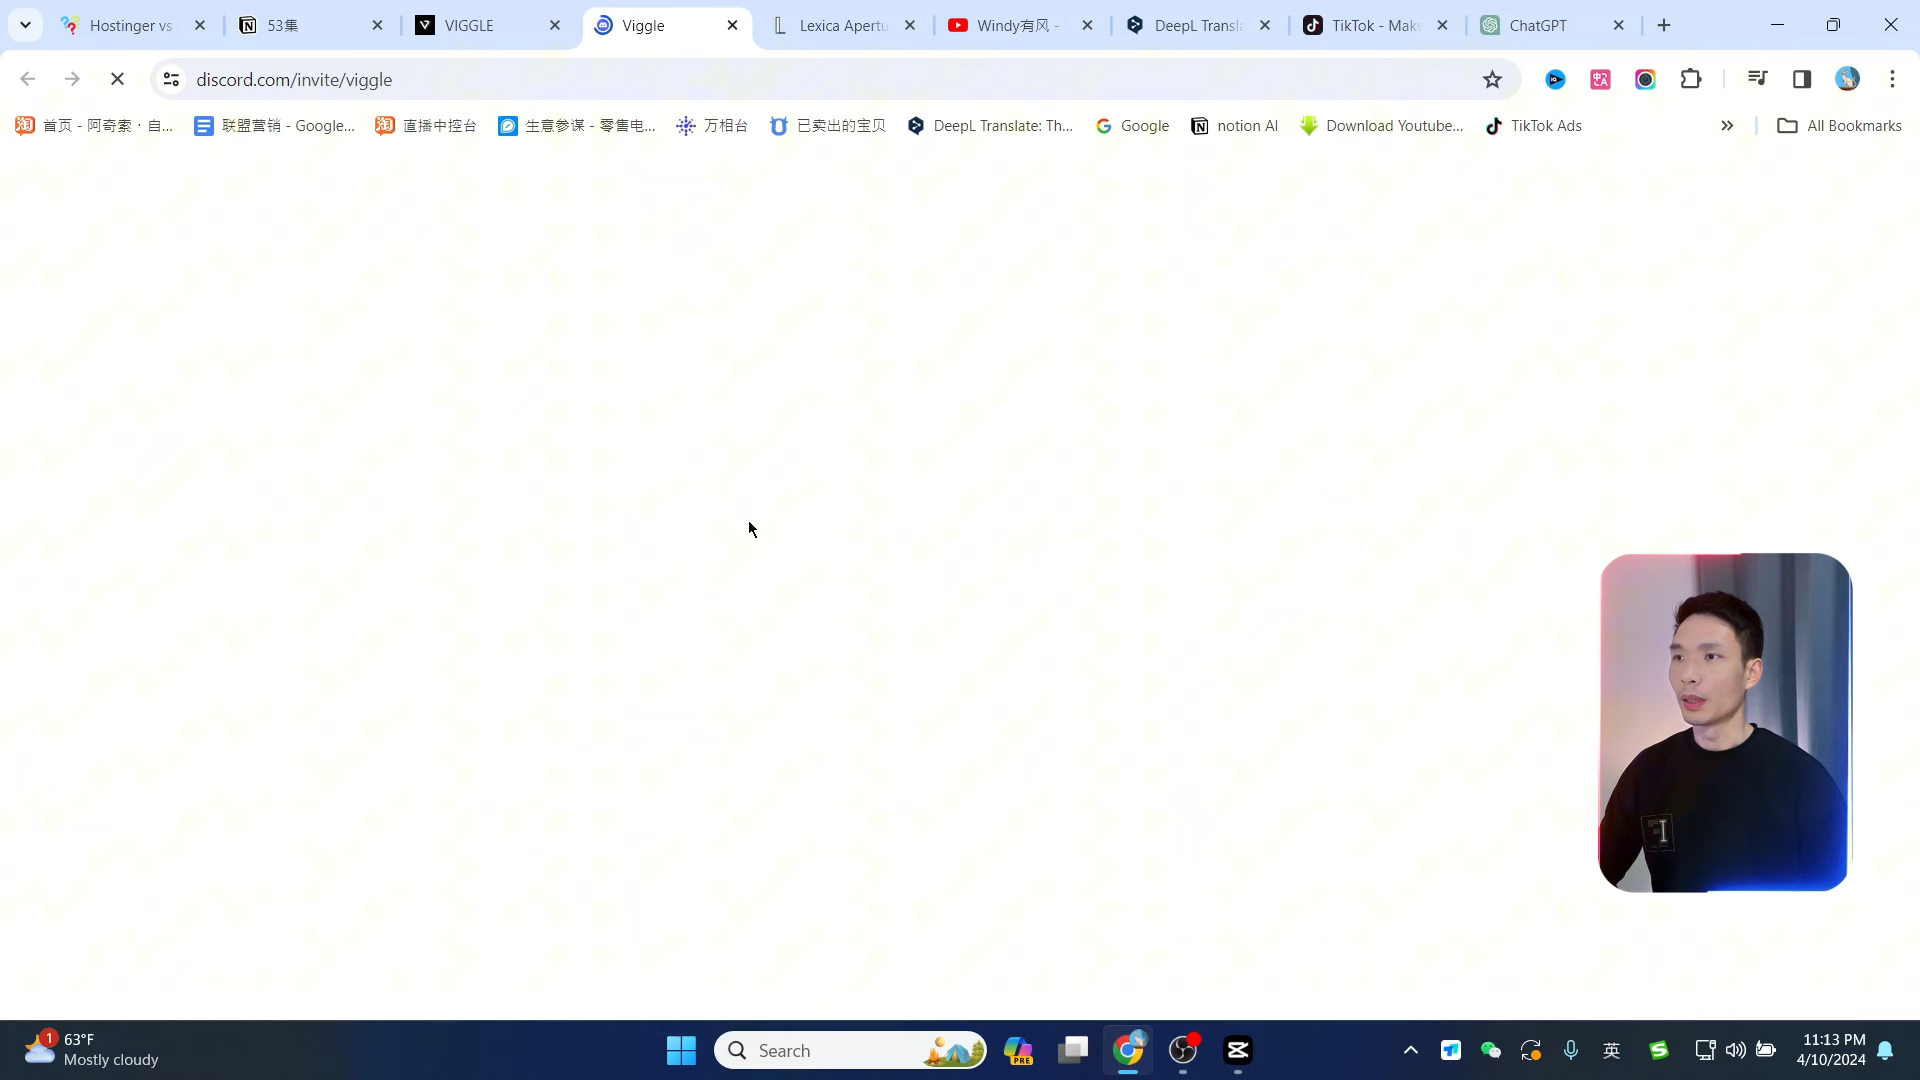 Hostinger vs
53集
VIGGLE
Viggle
Lexica Apertu
Windy有风 -
DeepL Transla
TikTok - Make
ChatGPT
discord.com/invite/viggle
首页 - 阿奇索 · 自...
联盟营销 - Google...
直播中控台
生意参谋 - 零售电...
万相台
已卖出的宝贝
DeepL Translate: Th...
Google
notion AI
Download Youtube...
TikTok Ads
All Bookmarks
1
63°F
Mostly cloudy
Search
PRE
英
11:13 PM
4/10/2024